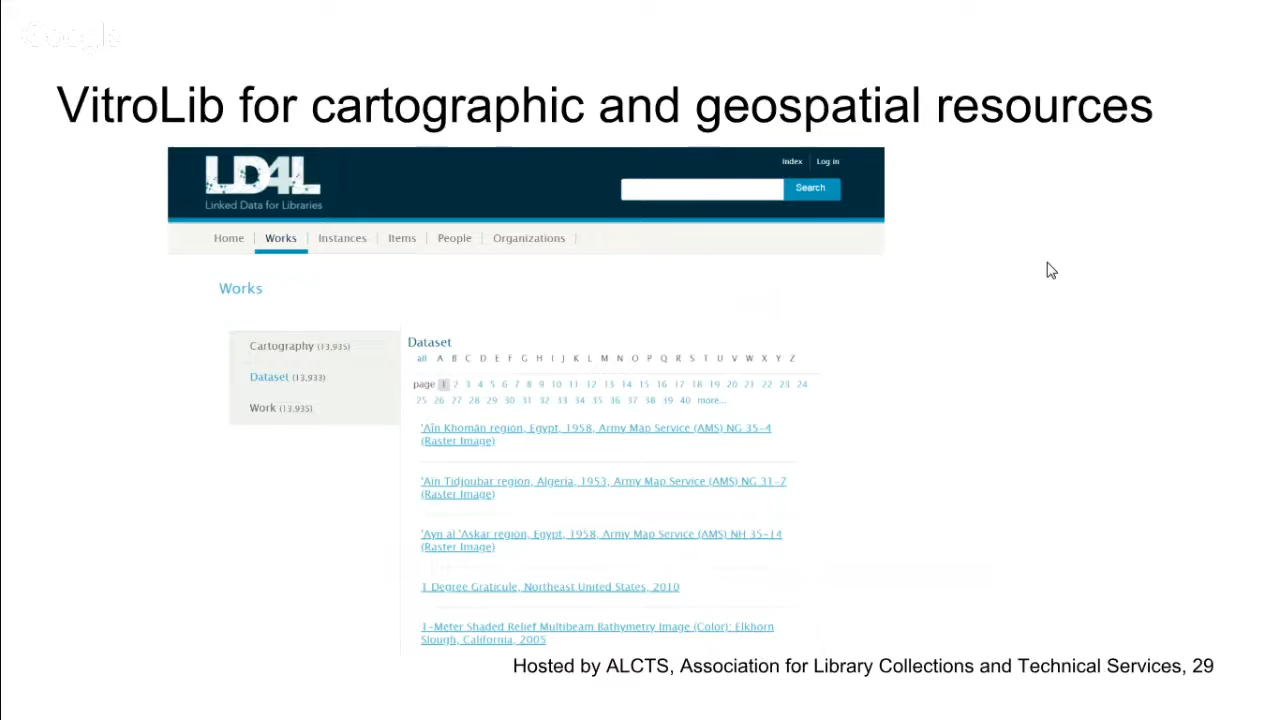 Google
VitroLib for cartographic and geospatial resources
LD4L
Linked Data for Libraries
Index
Log in
Search
Home
Works
Instances
Items
People
Organizations
Works
Cartography (13,935)
Dataset (13,933)
Work (13,935)
Dataset
all A B C D E F G H I J K L M N O P Q R S T U V W X Y Z
page 1 2 3 4 5 6 7 8 9 10 11 12 13 14 15 16 17 18 19 20 21 22 23 24
25 26 27 28 29 30 31 32 33 34 35 36 37 38 39 40 more...
'Aīn Khomān region, Egypt, 1958, Army Map Service (AMS) NG 35-4
(Raster Image)
'Aïn Tidjoubar region, Algeria, 1953, Army Map Service (AMS) NG 31-7
(Raster Image)
'Ayn al 'Askar region, Egypt, 1958, Army Map Service (AMS) NH 35-14
(Raster Image)
1 Degree Graticule, Northeast United States, 2010
1-Meter Shaded Relief Multibeam Bathymetry Image (Color): Elkhorn
Slough, California, 2005
Hosted by ALCTS, Association for Library Collections and Technical Services, 29